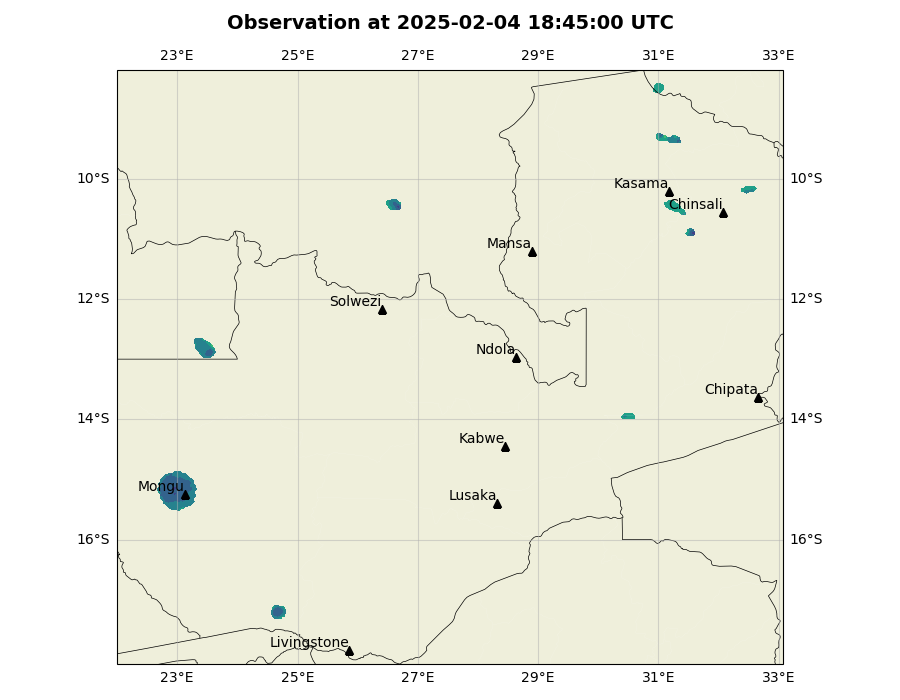 Observation at 2025-02-04 18:45:00 UTC
23°E 25°E 27°E 29°E 31°E 33°E
10°S 10°S
Kasama
Chinsali
Mansa
12°S 12°S
Solwezi
Ndola
Chipata
14°S 14°S
Kabwe
Mongu
Lusaka
16°S 16°S
Livingstone
23°E 25°E 27°E 29°E 31°E 33°E